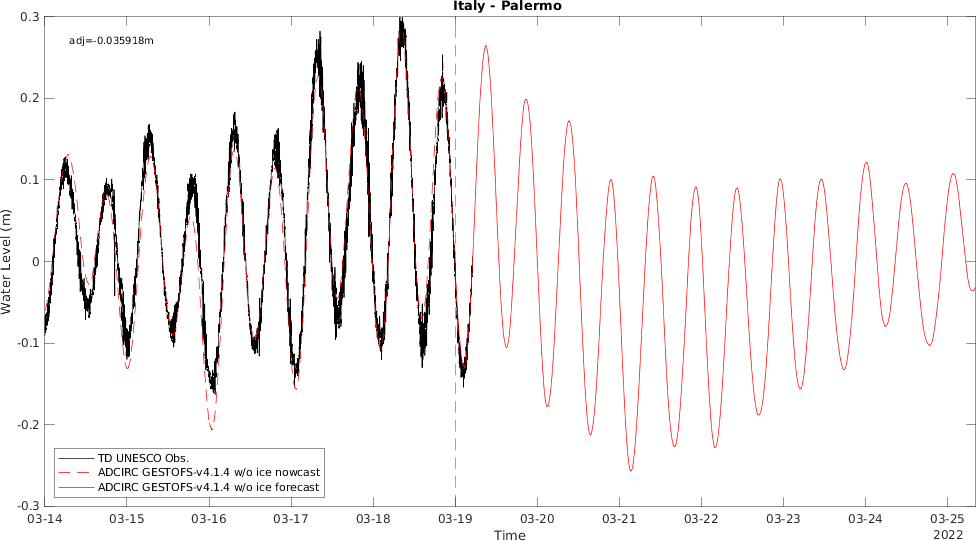 Italy - Palermo
adj=-0.035918m
Water Level (m)
0.3
0.2
0.1
0
-0.1
-0.2
-0.3
TD UNESCO Obs.
ADCIRC GESTOFS-v4.1.4 w/o ice nowcast
ADCIRC GESTOFS-v4.1.4 w/o ice forecast
03-14 03-15 03-16 03-17 03-18 03-19 03-20 03-21 03-22 03-23 03-24 03-25
Time
2022